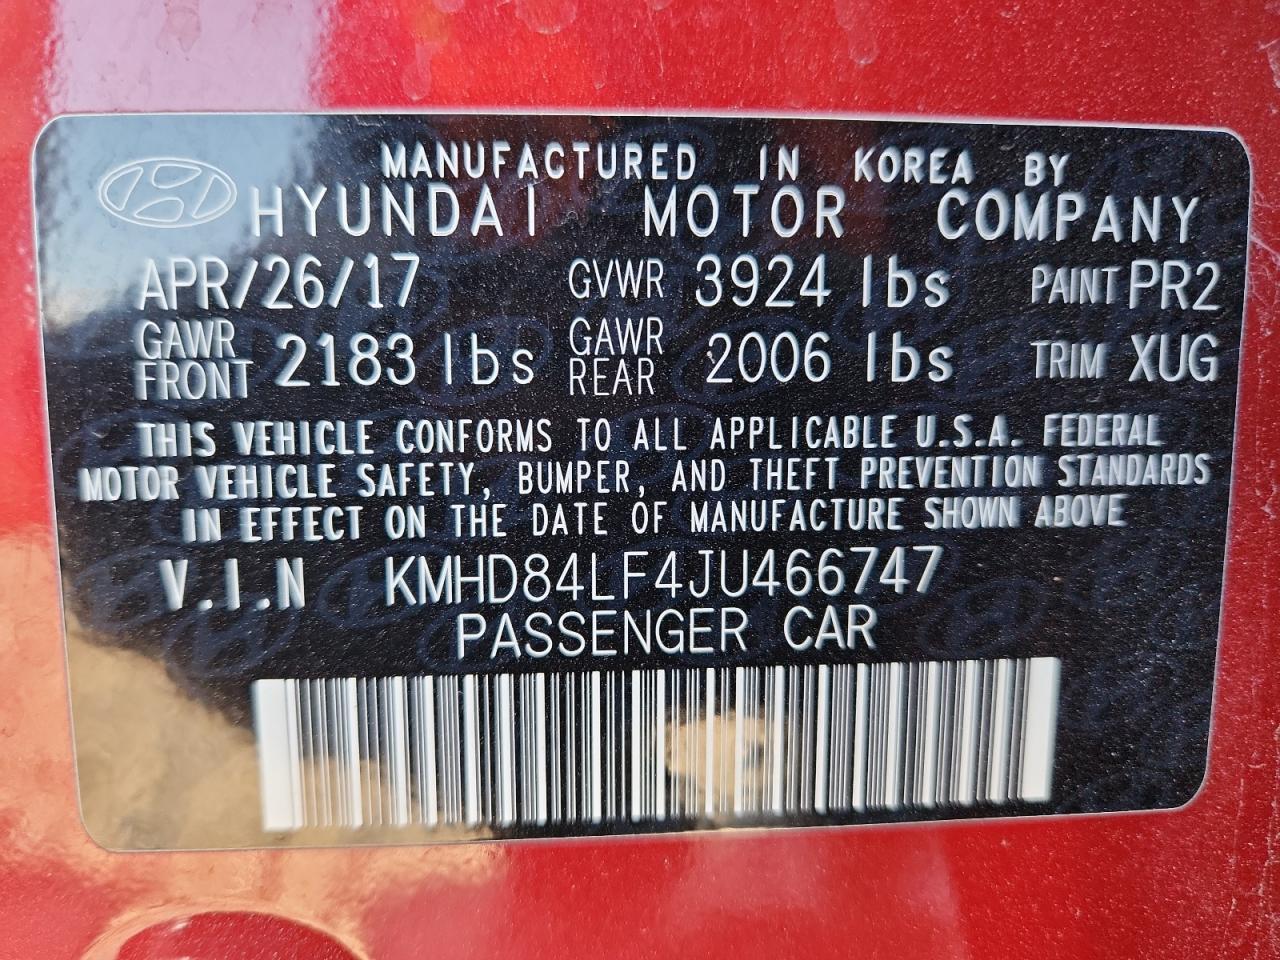 MANUFACTURED IN KOREA BY
HYUNDAI MOTOR COMPANY
APR/26/17 GVWR 3924 lbs PAINT PR2
GAWR FRONT 2183 lbs GAWR REAR 2006 lbs TRIM XUG
THIS VEHICLE CONFORMS TO ALL APPLICABLE U.S.A. FEDERAL
MOTOR VEHICLE SAFETY, BUMPER, AND THEFT PREVENTION STANDARDS
IN EFFECT ON THE DATE OF MANUFACTURE SHOWN ABOVE
V.I.N KMHD84LF4JU466747
PASSENGER CAR